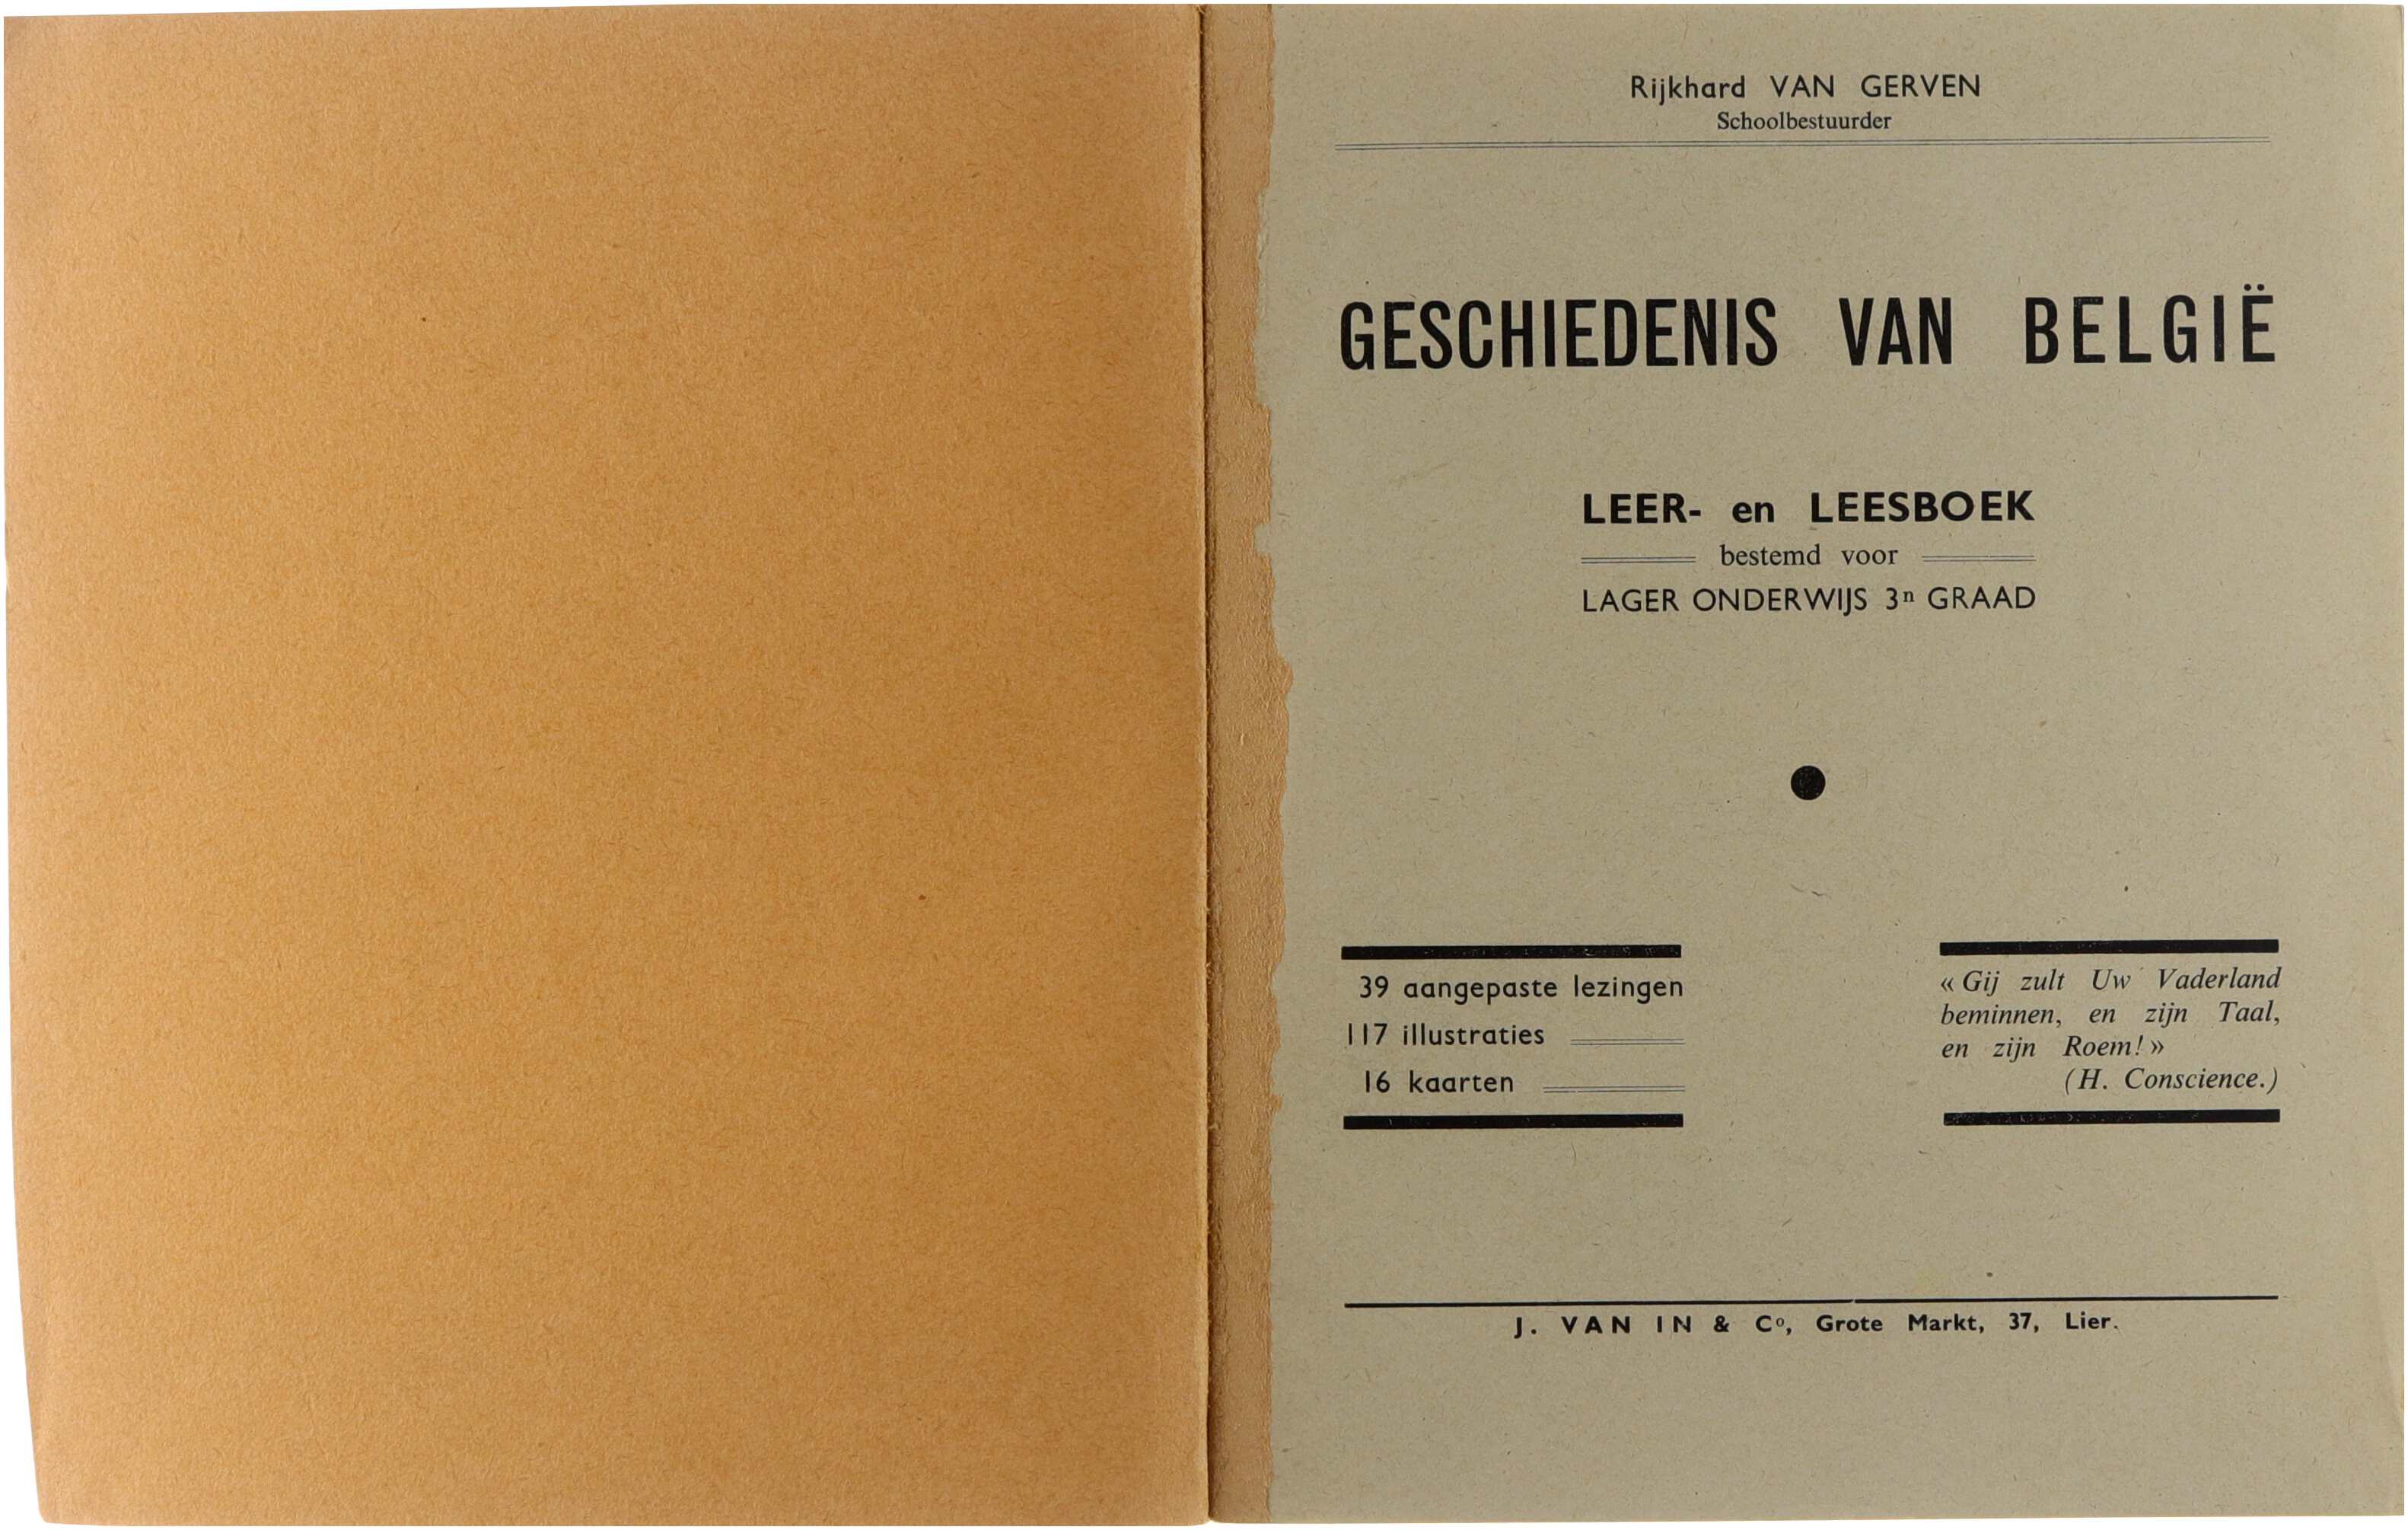 Rijkhard VAN GERVEN
Schoolbestuurder
GESCHIEDENIS VAN BELGIË
LEER- en LEESBOEK
bestemd voor
LAGER ONDERWIJS 3n GRAAD
39 aangepaste lezingen
117 illustraties
16 kaarten
« Gij zult Uw Vaderland
beminnen, en zijn Taal,
en zijn Roem! »
(H. Conscience.)
J. VAN IN & Co, Grote Markt, 37, Lier.